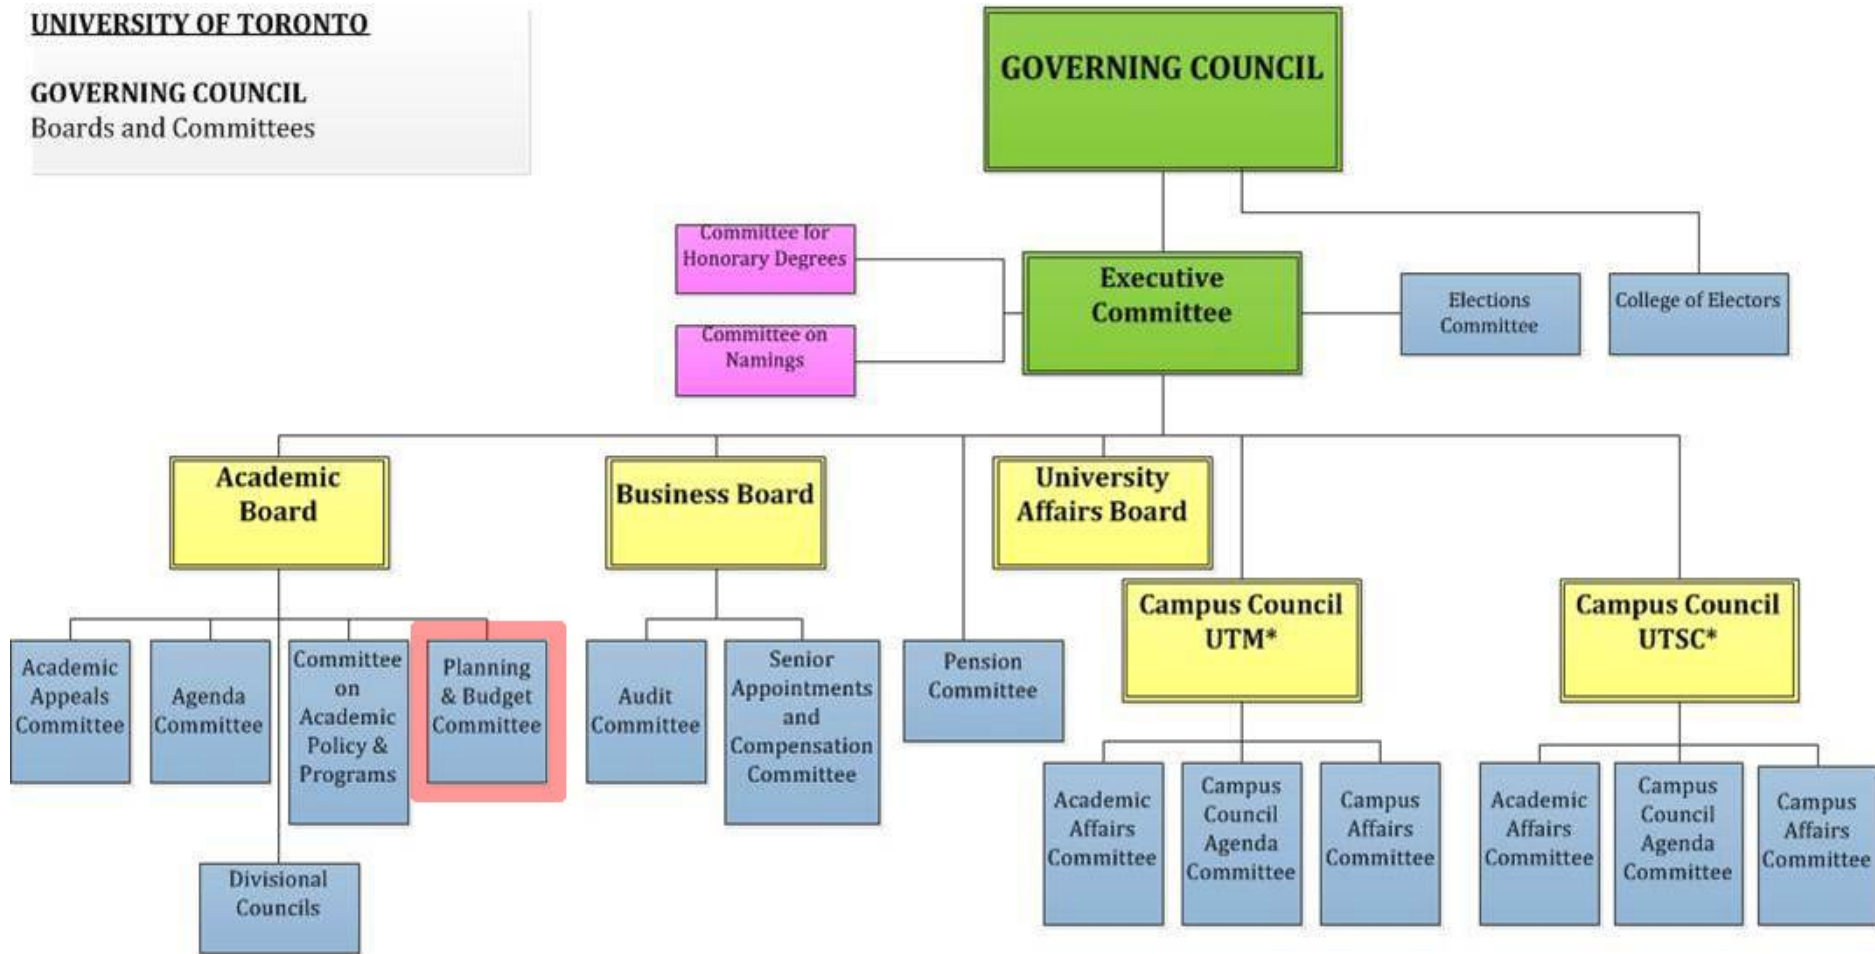 UNIVERSITY OF TORONTO
GOVERNING COUNCIL
Boards and Committees
GOVERNING COUNCIL
Committee for
Honorary Degrees
Committee on
Namings
Executive
Committee
Elections
Committee
College of Electors
Academic
Board
Business Board
University
Affairs Board
Campus Council
UTM*
Campus Council
UTSC*
Academic
Appeals
Committee
Agenda
Committee
Committee
on
Academic
Policy &
Programs
Planning
& Budget
Committee
Audit
Committee
Senior
Appointments
and
Compensation
Committee
Pension
Committee
Academic
Affairs
Committee
Campus
Council
Agenda
Committee
Campus
Affairs
Committee
Academic
Affairs
Committee
Campus
Council
Agenda
Committee
Campus
Affairs
Committee
Divisional
Councils